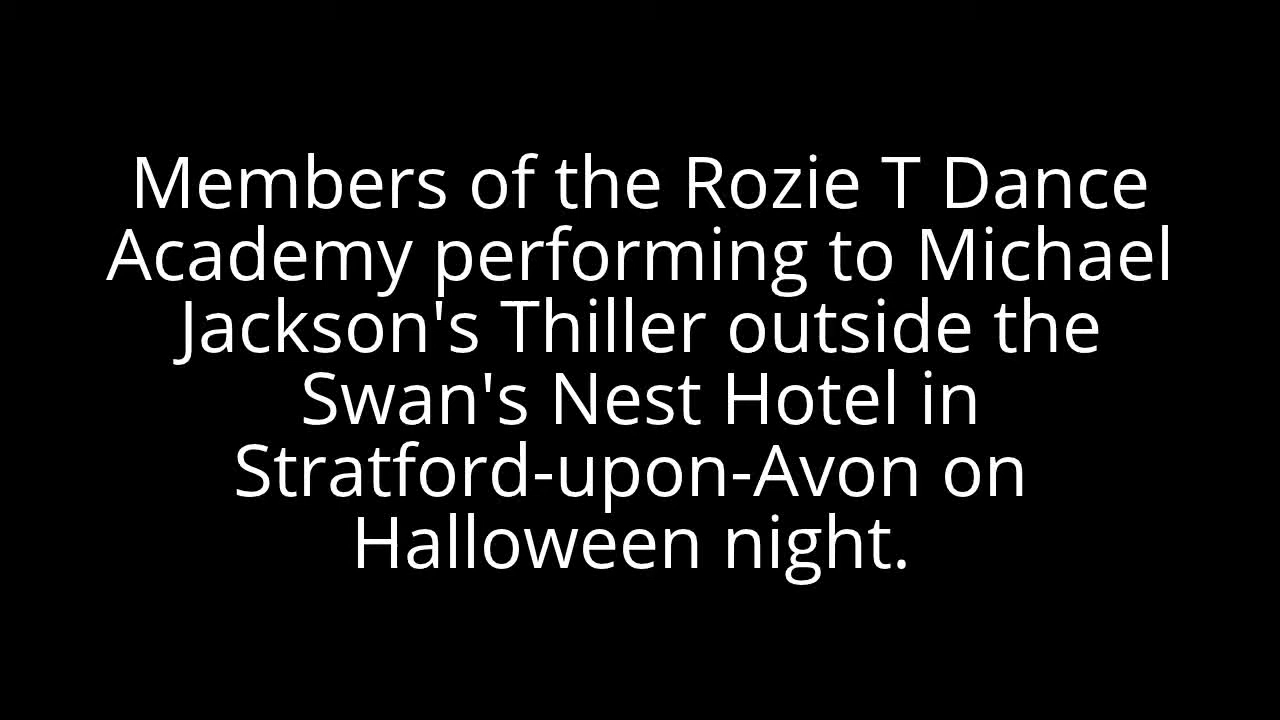 Members of the Rozie T Dance
Academy performing to Michael
Jackson's Thiller outside the
Swan's Nest Hotel in
Stratford-upon-Avon on
Halloween night.